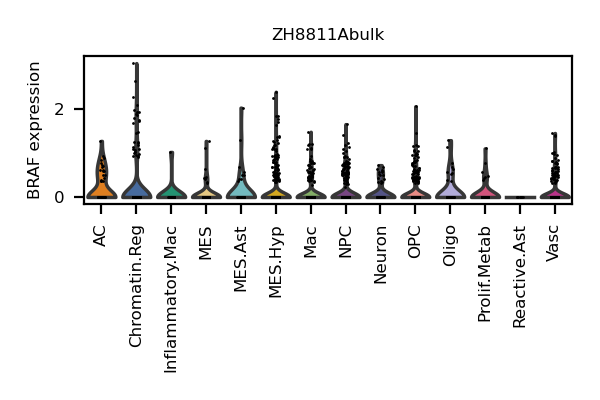 ZH8811Abulk
BRAF expression
2
0
AC
Chromatin.Reg
Inflammatory.Mac
MES
MES.Ast
MES.Hyp
Mac
NPC
Neuron
OPC
Oligo
Prolif.Metab
Reactive.Ast
Vasc